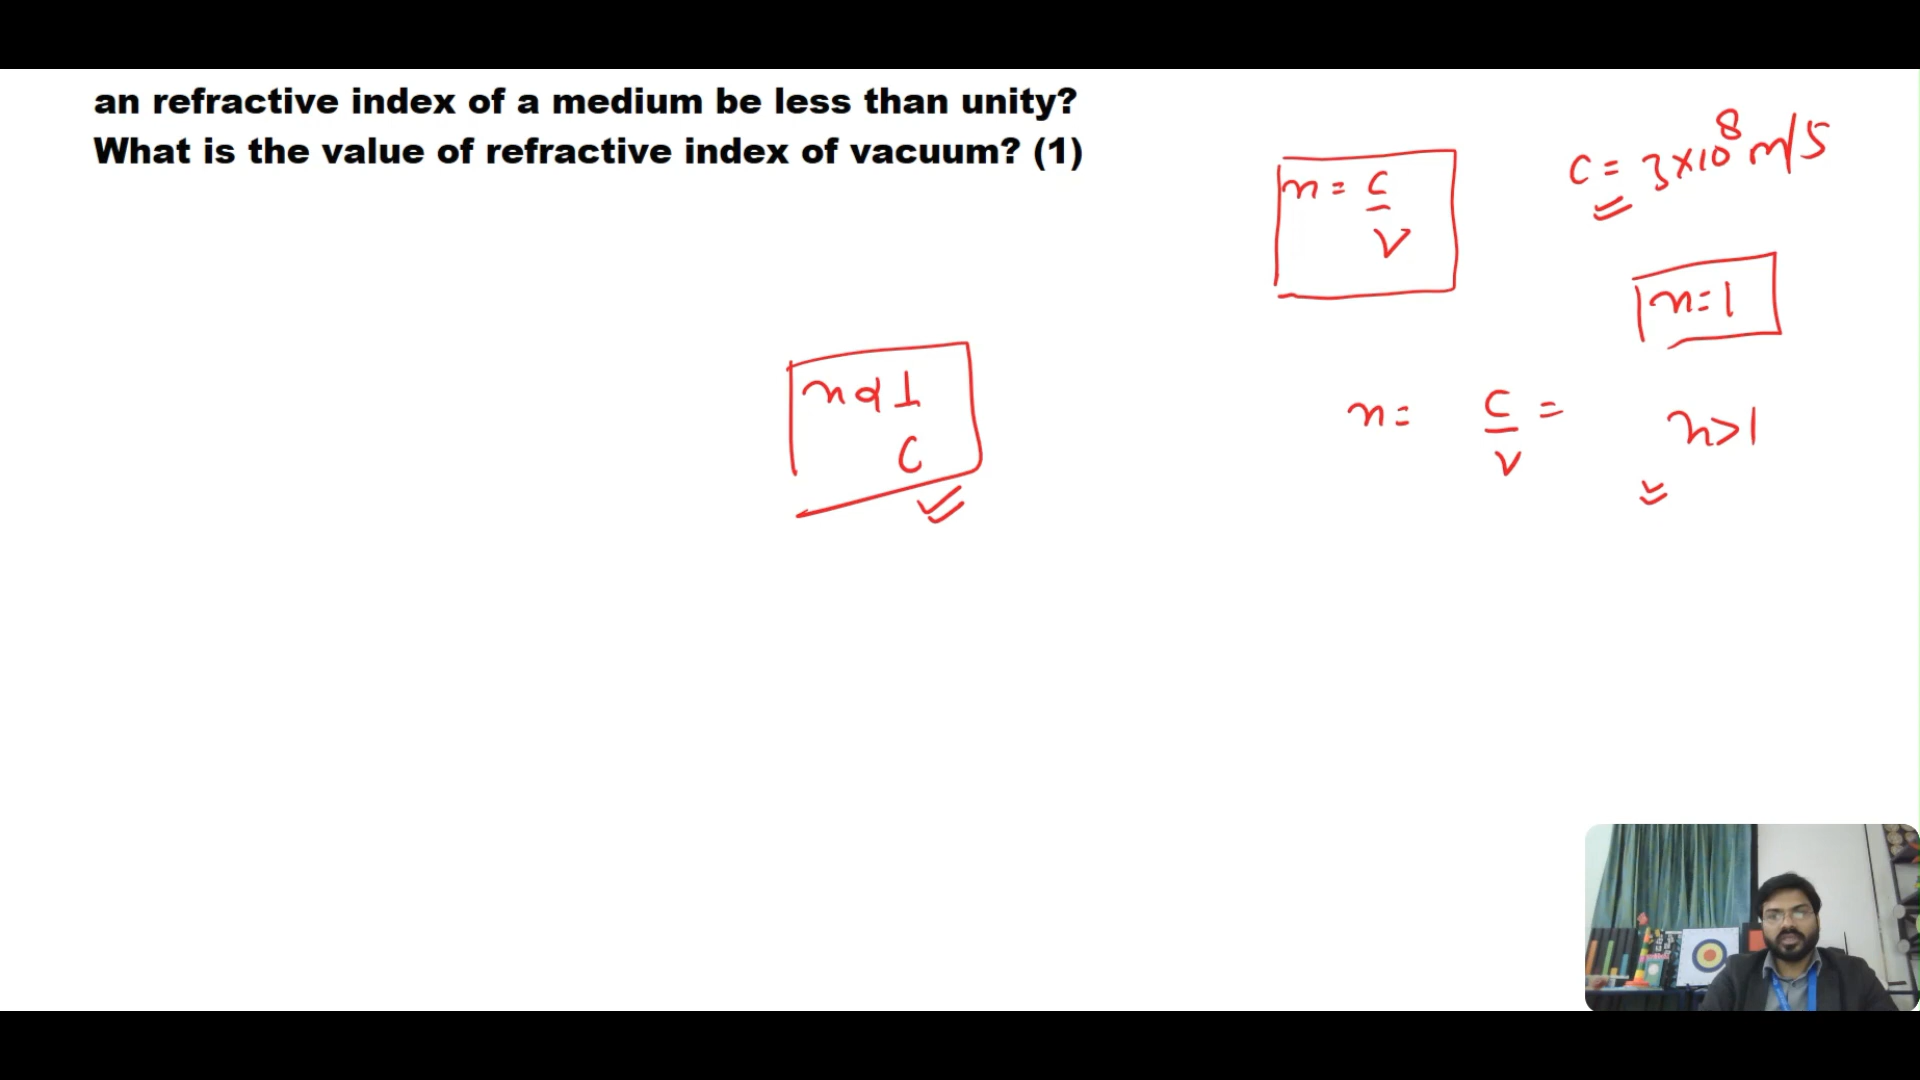 an refractive index of a medium be less than unity?
What is the value of refractive index of vacuum? (1)
n = c/v
c = 3×10⁸ m/s
n=1
n α 1/c
n = c/v =
n>1